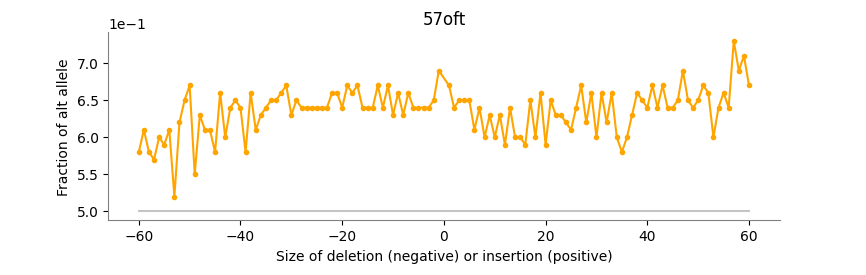 57oft
1e−1
Fraction of alt allele
7.0
6.5
6.0
5.5
5.0
−60 −40 −20 0 20 40 60
Size of deletion (negative) or insertion (positive)